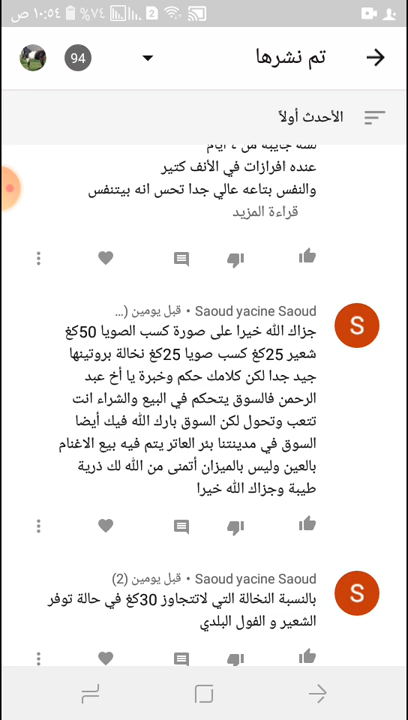 ١٠:٥٤ ص
٧٤٪
2
تم نشرها
94
الأحدث أولاً
عنده افرازات في الأنف كتير
والنفس بتاعه عالي جدا تحس انه بيتنفس
قراءة المزيد
Saoud yacine Saoud • قبل يومين (...
جزاك الله خيرا على صورة كسب الصويا 50كغ
شعير 25كغ كسب صويا 25كغ نخالة بروتينها
جيد جدا لكن كلامك حكم وخبرة يا أخ عبد
الرحمن فالسوق يتحكم في البيع والشراء انت
تتعب وتحول لكن السوق بارك الله فيك أيضا
السوق في مدينتنا بئر العاتر يتم فيه بيع الاغنام
بالعين وليس بالميزان أتمنى من الله لك ذرية
طيبة وجزاك الله خيرا
Saoud yacine Saoud • قبل يومين (2)
بالنسبة النخالة التي لاتتجاوز 30كغ في حالة توفر
الشعير و الفول البلدي
S
S